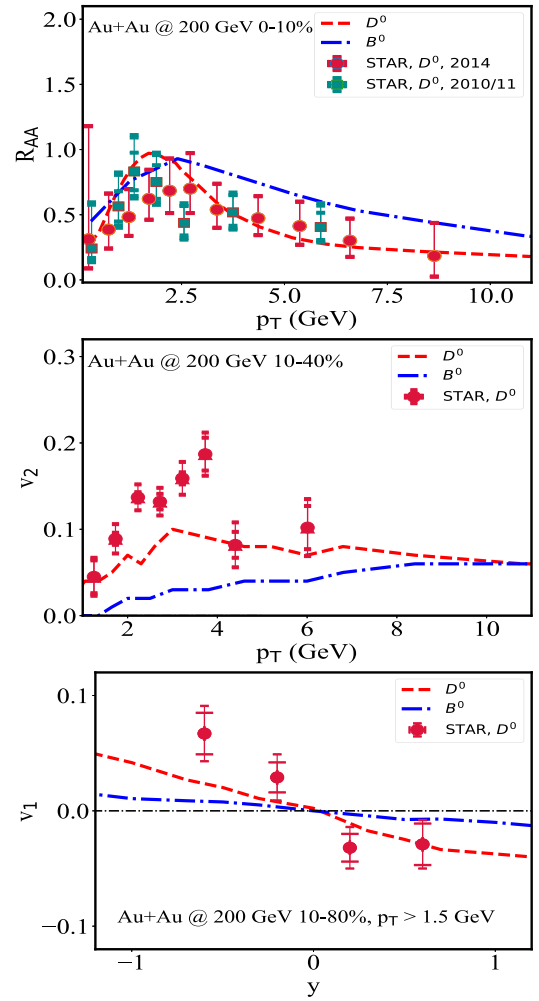 Au+Au @ 200 GeV 0-10%
D⁰
B⁰
STAR, D⁰, 2014
STAR, D⁰, 2010/11
2.0
1.5
1.0
0.5
0.0
R_AA
2.5
5.0
7.5
10.0
p_T (GeV)
Au+Au @ 200 GeV 10-40%
D⁰
B⁰
STAR, D⁰
0.3
0.2
0.1
0.0
v₂
2
4
6
8
10
p_T (GeV)
D⁰
B⁰
STAR, D⁰
0.1
0.0
−0.1
v₁
Au+Au @ 200 GeV 10-80%, p_T > 1.5 GeV
−1
0
1
y